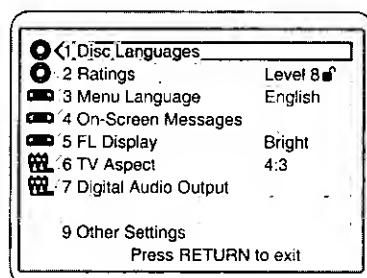 1 Disc Languages
2 Ratings Level 8
3 Menu Language English
4 On-Screen Messages
5 FL Display Bright
6 TV Aspect 4:3
7 Digital Audio Output
9 Other Settings
Press RETURN to exit